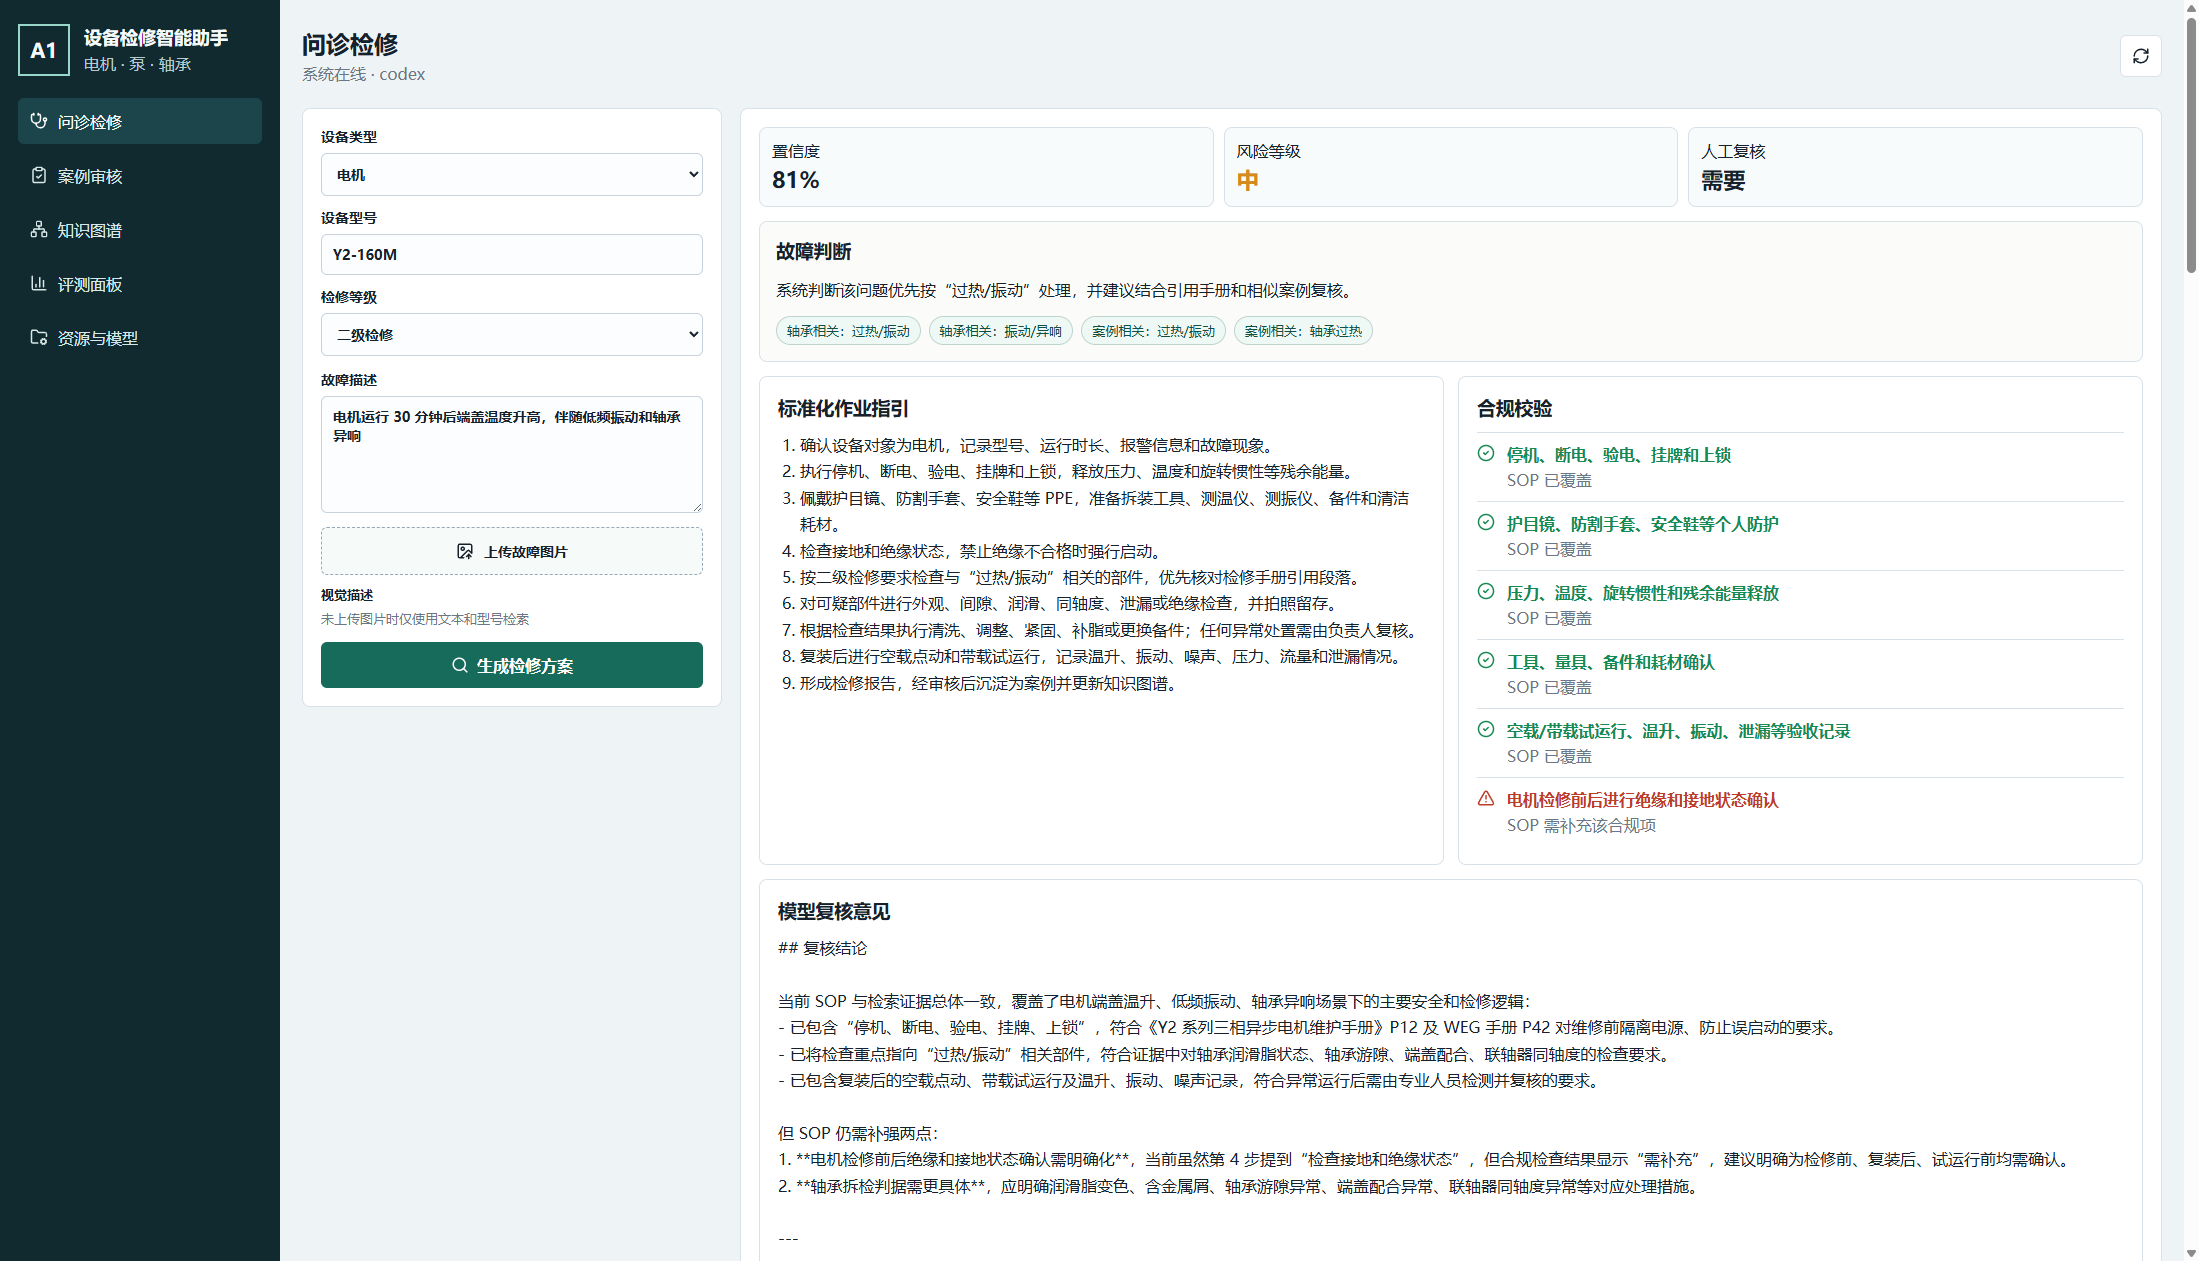 A1
设备检修智能助手
电机 · 泵 · 轴承
问诊检修
案例审核
知识图谱
评测面板
资源与模型
问诊检修
系统在线 · codex
设备类型
电机
设备型号
Y2-160M
检修等级
二级检修
故障描述
电机运行 30 分钟后端盖温度升高，伴随低频振动和轴承
异响
上传故障图片
视觉描述
未上传图片时仅使用文本和型号检索
生成检修方案
置信度
81%
风险等级
中
人工复核
需要
故障判断
系统判断该问题优先按“过热/振动”处理，并建议结合引用手册和相似案例复核。
轴承相关：过热/振动
轴承相关：振动/异响
案例相关：过热/振动
案例相关：轴承过热
标准化作业指引
1. 确认设备对象为电机，记录型号、运行时长、报警信息和故障现象。
2. 执行停机、断电、验电、挂牌和上锁，释放压力、温度和旋转惯性等残余能量。
3. 佩戴护目镜、防割手套、安全鞋等 PPE，准备拆装工具、测温仪、测振仪、备件和清洁
耗材。
4. 检查接地和绝缘状态，禁止绝缘不合格时强行启动。
5. 按二级检修要求检查与“过热/振动”相关的部件，优先核对检修手册引用段落。
6. 对可疑部件进行外观、间隙、润滑、同轴度、泄漏或绝缘检查，并拍照留存。
7. 根据检查结果执行清洗、调整、紧固、补脂或更换备件；任何异常处置需由负责人复核。
8. 复装后进行空载点动和带载试运行，记录温升、振动、噪声、压力、流量和泄漏情况。
9. 形成检修报告，经审核后沉淀为案例并更新知识图谱。
合规校验
停机、断电、验电、挂牌和上锁
SOP 已覆盖
护目镜、防割手套、安全鞋等个人防护
SOP 已覆盖
压力、温度、旋转惯性和残余能量释放
SOP 已覆盖
工具、量具、备件和耗材确认
SOP 已覆盖
空载/带载试运行、温升、振动、泄漏等验收记录
SOP 已覆盖
电机检修前后进行绝缘和接地状态确认
SOP 需补充该合规项
模型复核意见
## 复核结论
当前 SOP 与检索证据总体一致，覆盖了电机端盖温升、低频振动、轴承异响场景下的主要安全和检修逻辑：
- 已包含“停机、断电、验电、挂牌、上锁”，符合《Y2 系列三相异步电机维护手册》P12 及 WEG 手册 P42 对维修前隔离电源、防止误启动的要求。
- 已将检查重点指向“过热/振动”相关部件，符合证据中对轴承润滑脂状态、轴承游隙、端盖配合、联轴器同轴度的检查要求。
- 已包含复装后的空载点动、带载试运行及温升、振动、噪声记录，符合异常运行后需由专业人员检测并复核的要求。
但 SOP 仍需补强两点：
1. **电机检修前后绝缘和接地状态确认需明确化**，当前虽然第 4 步提到“检查接地和绝缘状态”，但合规检查结果显示“需补充”，建议明确为检修前、复装后、试运行前均需确认。
2. **轴承拆检判据需更具体**，应明确润滑脂变色、含金属屑、轴承游隙异常、端盖配合异常、联轴器同轴度异常等对应处理措施。
---